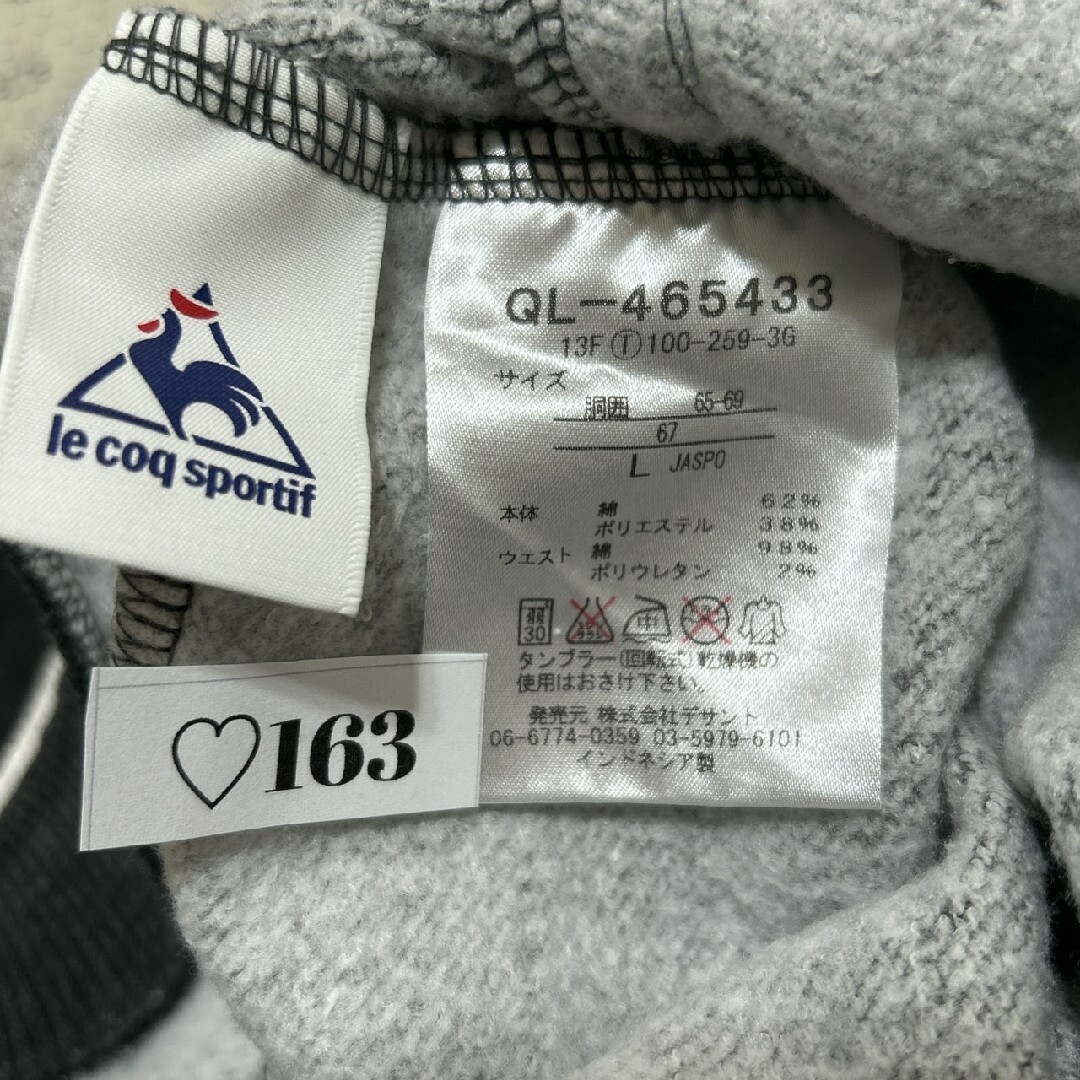 le coq sportif
QL-465433
13F Ⓣ 100-259-3G
サイズ
胴囲 65-69
67
L JASPO
本体 綿 62%
ポリエステル 38%
ウエスト 綿 98%
ポリウレタン 2%
30
中
タンブラー(回転式)乾燥機の
使用はおさけ下さい。
発売元 株式会社デサント
06-6774-0359 03-5979-6101
インドネシア製
♡163